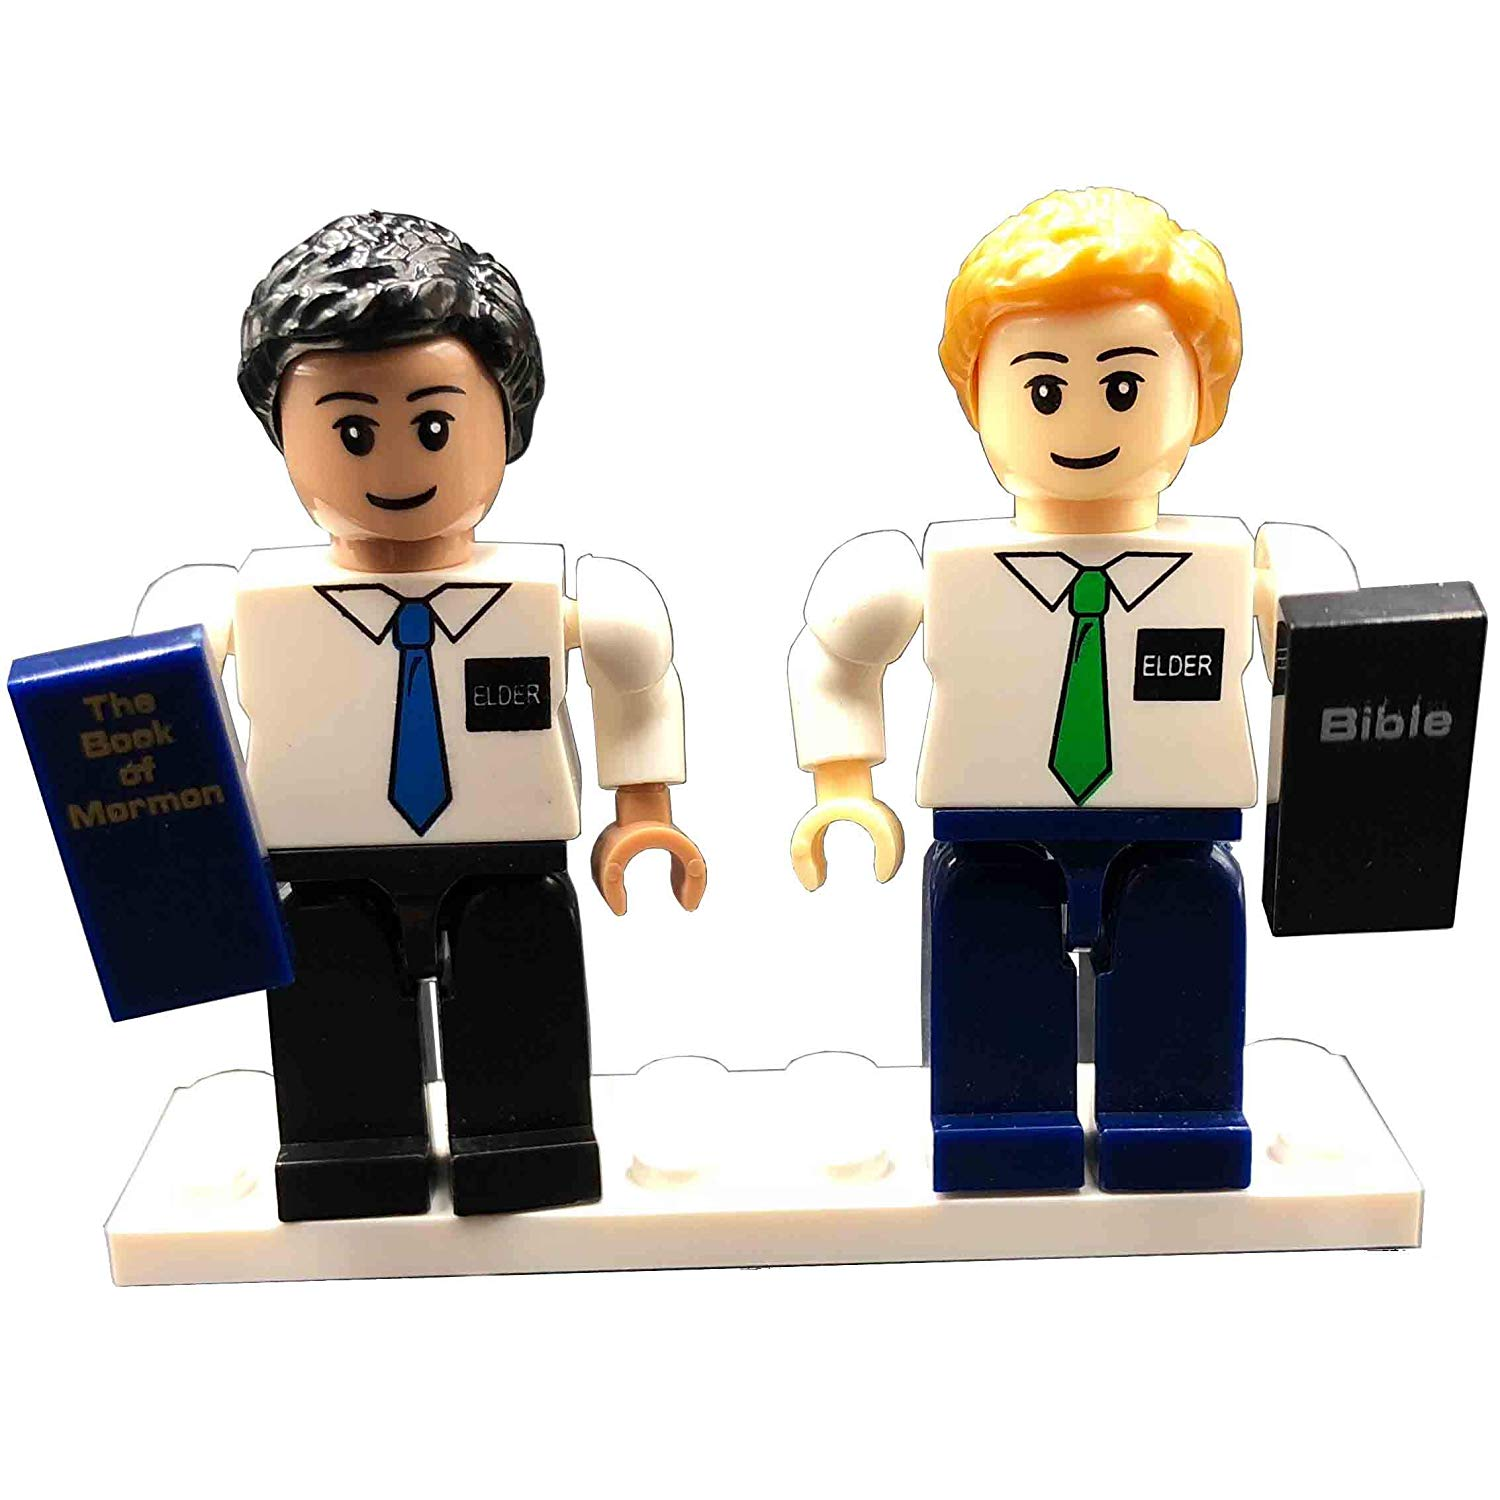 The
Book
of
Mormon
ELDER
ELDER
Bible